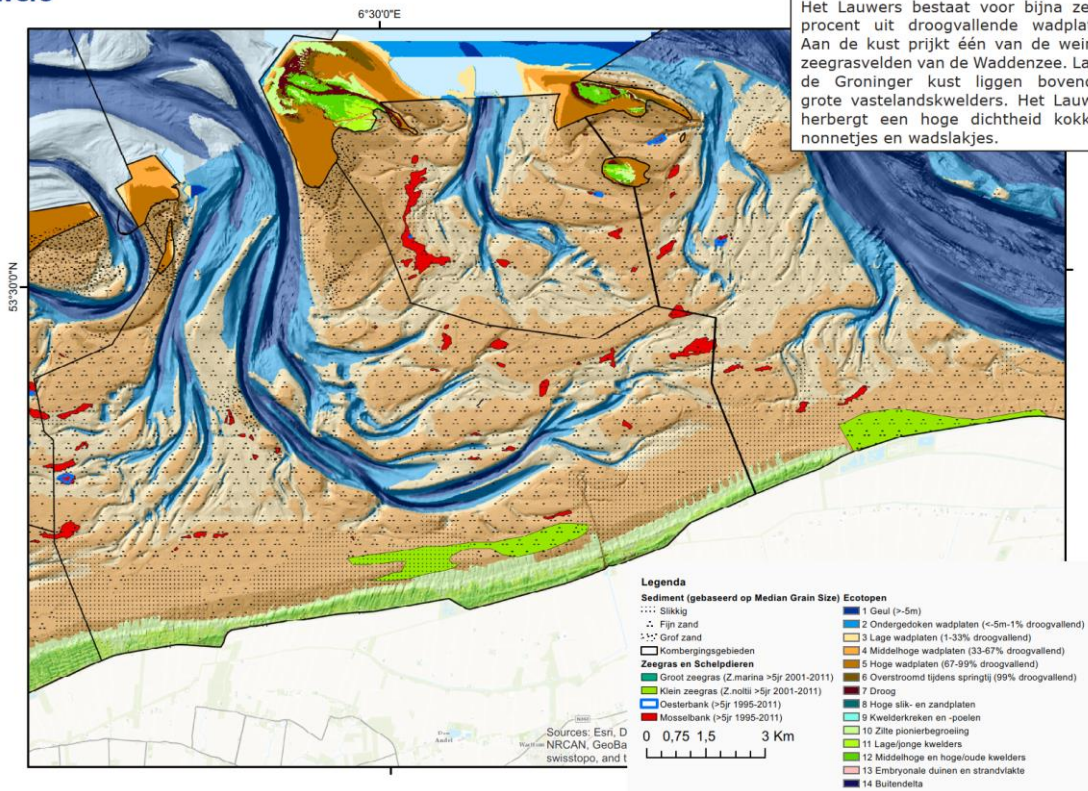 6°30'0"E
Het Lauwers bestaat voor bijna
procent uit droogvallende
Aan de kust prijkt één van de
zeegrasvelden van de Waddenzee.
de Groninger kust liggen
grote vastelandskwelders. Het
herbergt een hoge dichtheid
nonnetjes en wadslakjes.
53°30'0"N
Legenda
Sediment (gebaseerd op Median Grain Size)
Slikkig
Fijn zand
Grof zand
Kombergingsgebieden
Zeegras en Schelpdieren
Groot zeegras (Z.marina >5jr 2001-2011)
Klein zeegras (Z.noltii >5jr 2001-2011)
Oesterbank (>5jr 1995-2011)
Mosselbank (>5jr 1995-2011)
0 0,75 1,5 3 Km
Ecotopen
1 Geul (>-5m)
2 Ondergedoken wadplaten (<-5m-1% droogvallend)
3 Lage wadplaten (1-33% droogvallend)
4 Middelhoge wadplaten (33-67% droogvallend)
5 Hoge wadplaten (67-99% droogvallend)
6 Overstroomd tijdens springtij (99% droogvallend)
7 Droog
8 Hoge slik- en zandplaten
9 Kwelderkreken en -poelen
10 Zilte pionierbegroeiing
11 Lage/jonge kwelders
12 Middelhoge en hoge/oude kwelders
13 Embryonale duinen en strandvlakte
14 Buitendelta
Sources: Esri,
NRCAN,
swisstopo, and